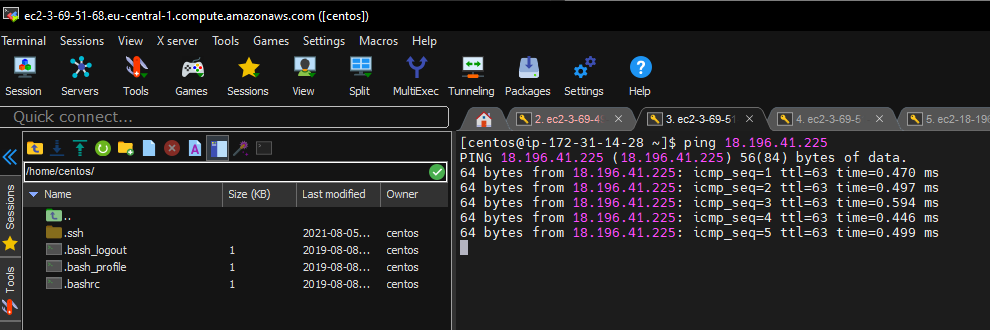 ec2-3-69-51-68.eu-central-1.compute.amazonaws.com ([centos])
Terminal Sessions View X server Tools Games Settings Macros Help
Session Servers Tools Games Sessions View Split MultiExec Tunneling Packages Settings Help
Quick connect...
2. ec2-3-69-4
3. ec2-3-69-51
4. ec2-3-69-5
5. ec2-18-196
/home/centos/
Name Size (KB) Last modified Owner
..
.ssh 2021-08-05... centos
.bash_logout 1 2019-08-08... centos
.bash_profile 1 2019-08-08... centos
.bashrc 1 2019-08-08... centos
Sessions
Tools
[centos@ip-172-31-14-28 ~]$ ping 18.196.41.225
PING 18.196.41.225 (18.196.41.225) 56(84) bytes of data.
64 bytes from 18.196.41.225: icmp_seq=1 ttl=63 time=0.470 ms
64 bytes from 18.196.41.225: icmp_seq=2 ttl=63 time=0.497 ms
64 bytes from 18.196.41.225: icmp_seq=3 ttl=63 time=0.594 ms
64 bytes from 18.196.41.225: icmp_seq=4 ttl=63 time=0.446 ms
64 bytes from 18.196.41.225: icmp_seq=5 ttl=63 time=0.499 ms